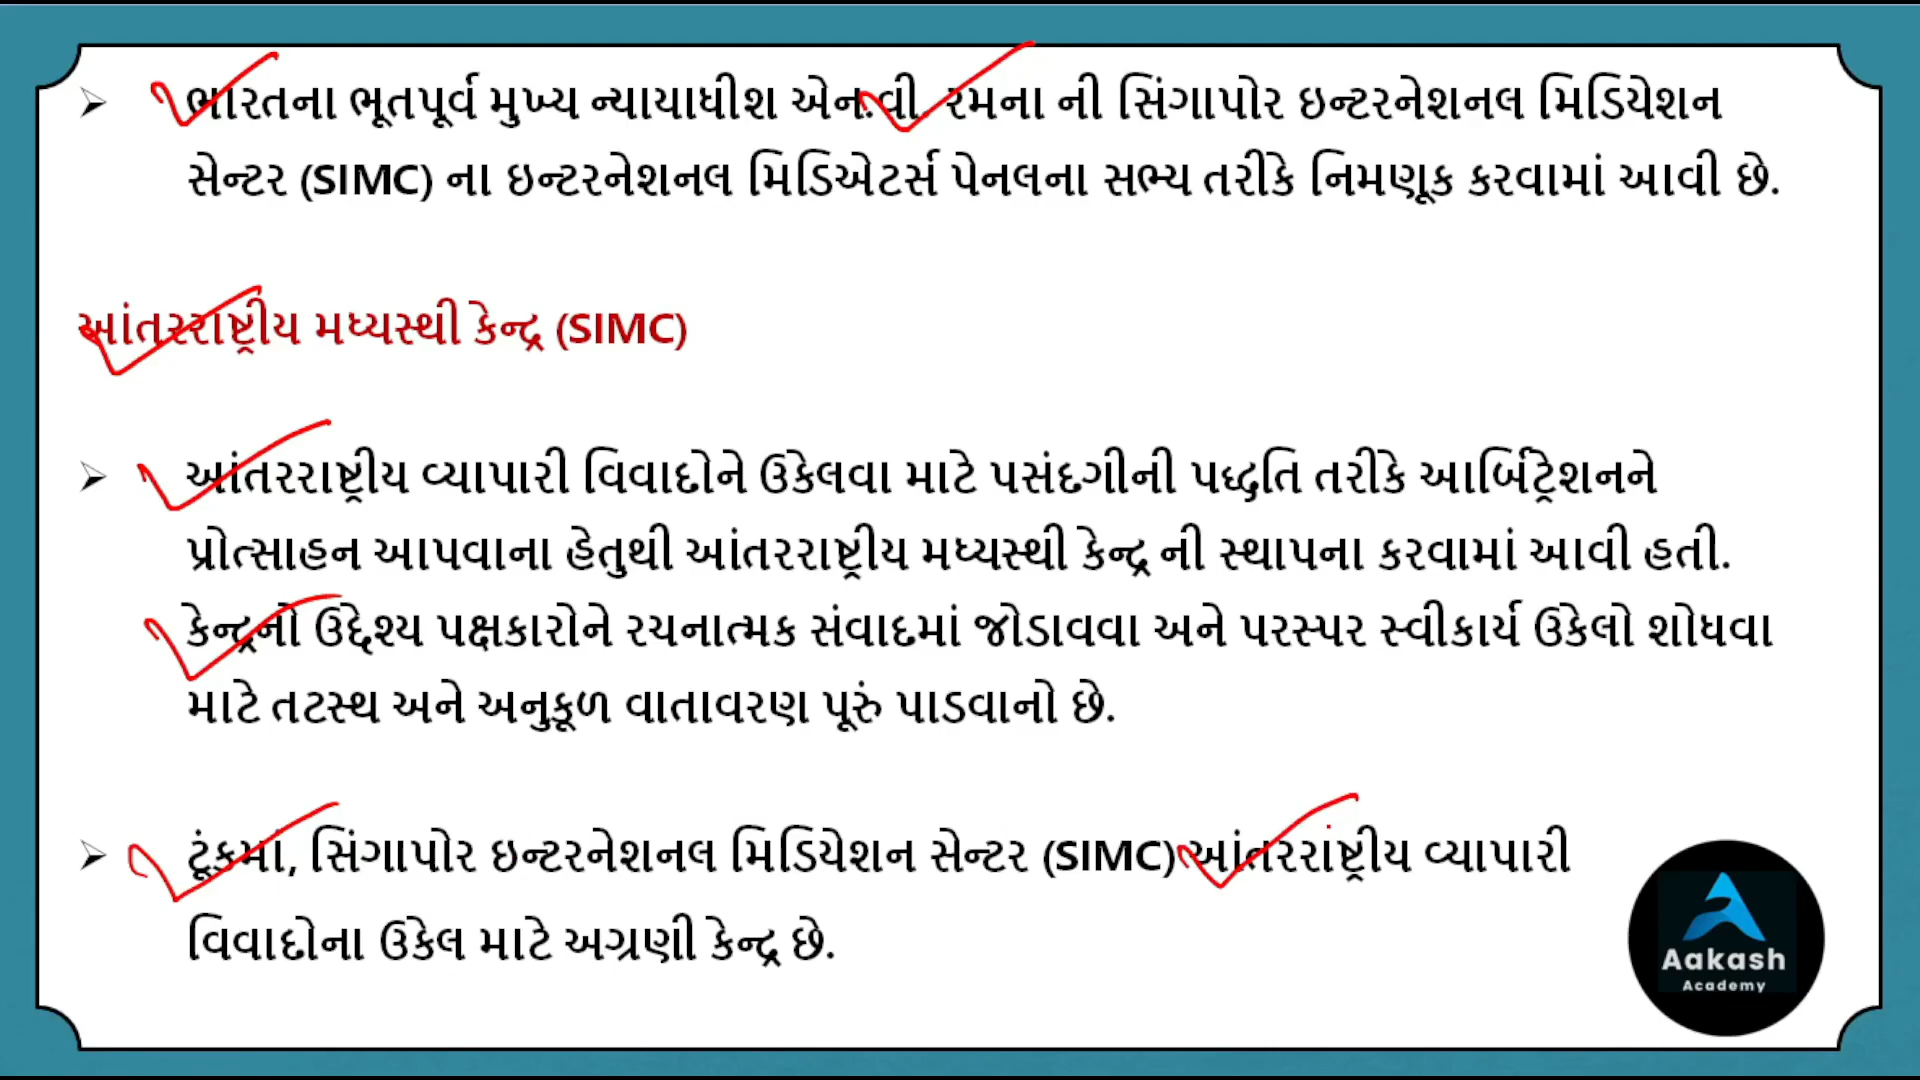 ➢ ભારતના ભૂતપૂર્વ મુખ્ય ન્યાયાધીશ એન.વી. રમના ની સિંગાપોર ઇન્ટરનેશનલ મિડિયેશન
સેન્ટર (SIMC) ના ઇન્ટરનેશનલ મિડિએટર્સ પેનલના સભ્ય તરીકે નિમણૂક કરવામાં આવી છે.
આંતરરાષ્ટ્રીય મધ્યસ્થી કેન્દ્ર (SIMC)
➢ આંતરરાષ્ટ્રીય વ્યાપારી વિવાદોને ઉકેલવા માટે પસંદગીની પદ્ધતિ તરીકે આર્બિટ્રેશનને
પ્રોત્સાહન આપવાના હેતુથી આંતરરાષ્ટ્રીય મધ્યસ્થી કેન્દ્ર ની સ્થાપના કરવામાં આવી હતી.
કેન્દ્રનો ઉદ્દેશ્ય પક્ષકારોને રચનાત્મક સંવાદમાં જોડાવવા અને પરસ્પર સ્વીકાર્ય ઉકેલો શોધવા
માટે તટસ્થ અને અનુકૂળ વાતાવરણ પૂરું પાડવાનો છે.
➢ ટૂંકમાં, સિંગાપોર ઇન્ટરનેશનલ મિડિયેશન સેન્ટર (SIMC) આંતરરાષ્ટ્રીય વ્યાપારી
વિવાદોના ઉકેલ માટે અગ્રણી કેન્દ્ર છે.
Aakash
Academy